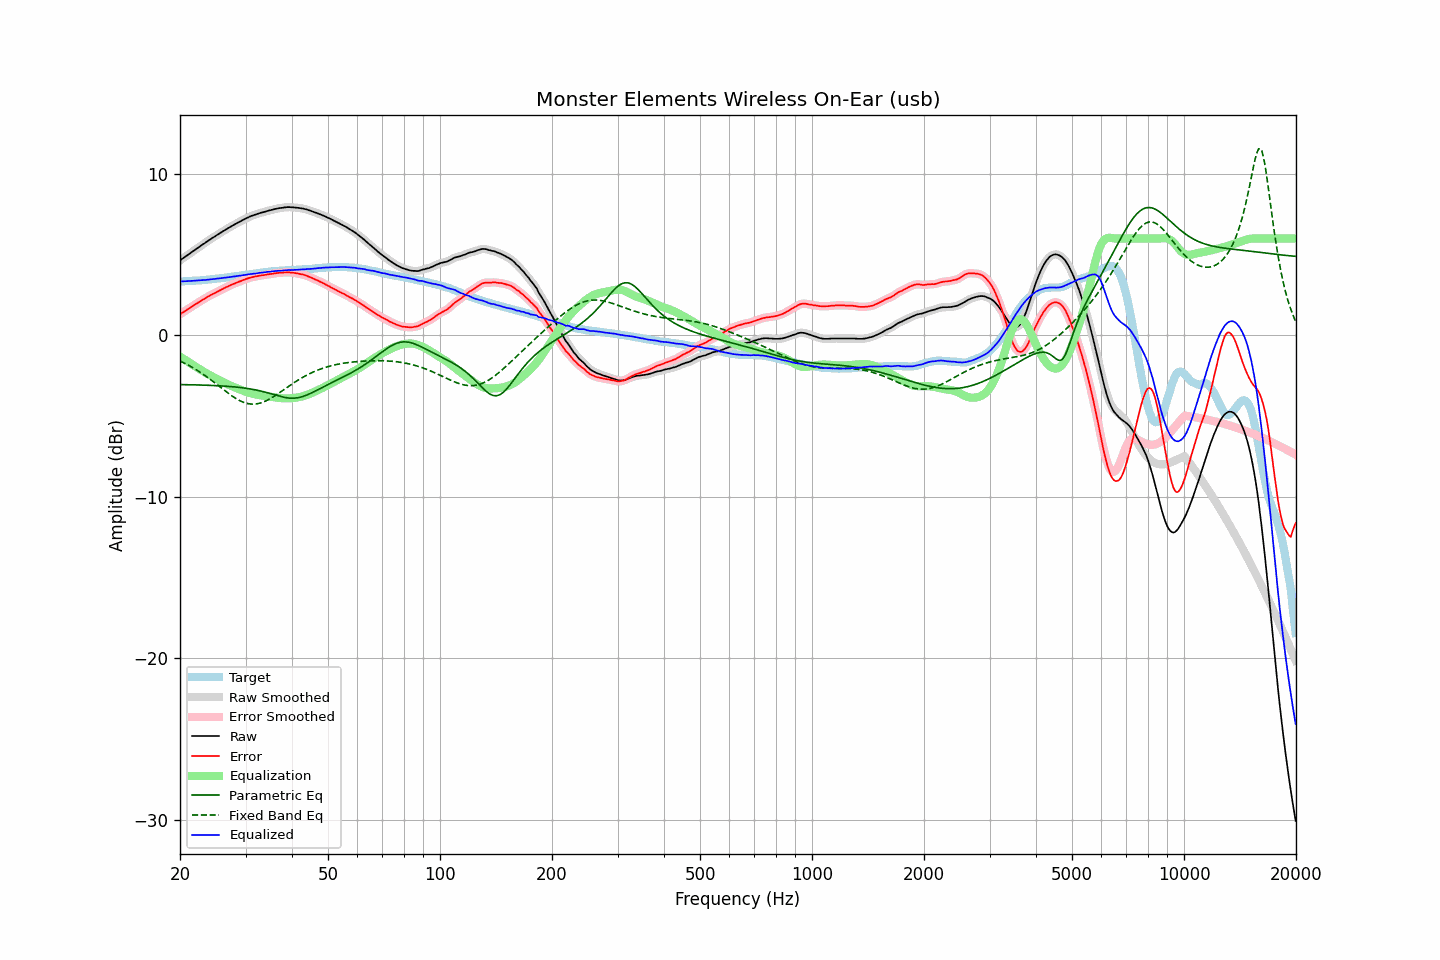 Monster Elements Wireless On-Ear (usb)
Amplitude (dBr)
10
0
−10
−20
−30
Target
Raw Smoothed
Error Smoothed
Raw
Error
Equalization
Parametric Eq
Fixed Band Eq
Equalized
20 50 100 200 500 1000 2000 5000 10000 20000
Frequency (Hz)